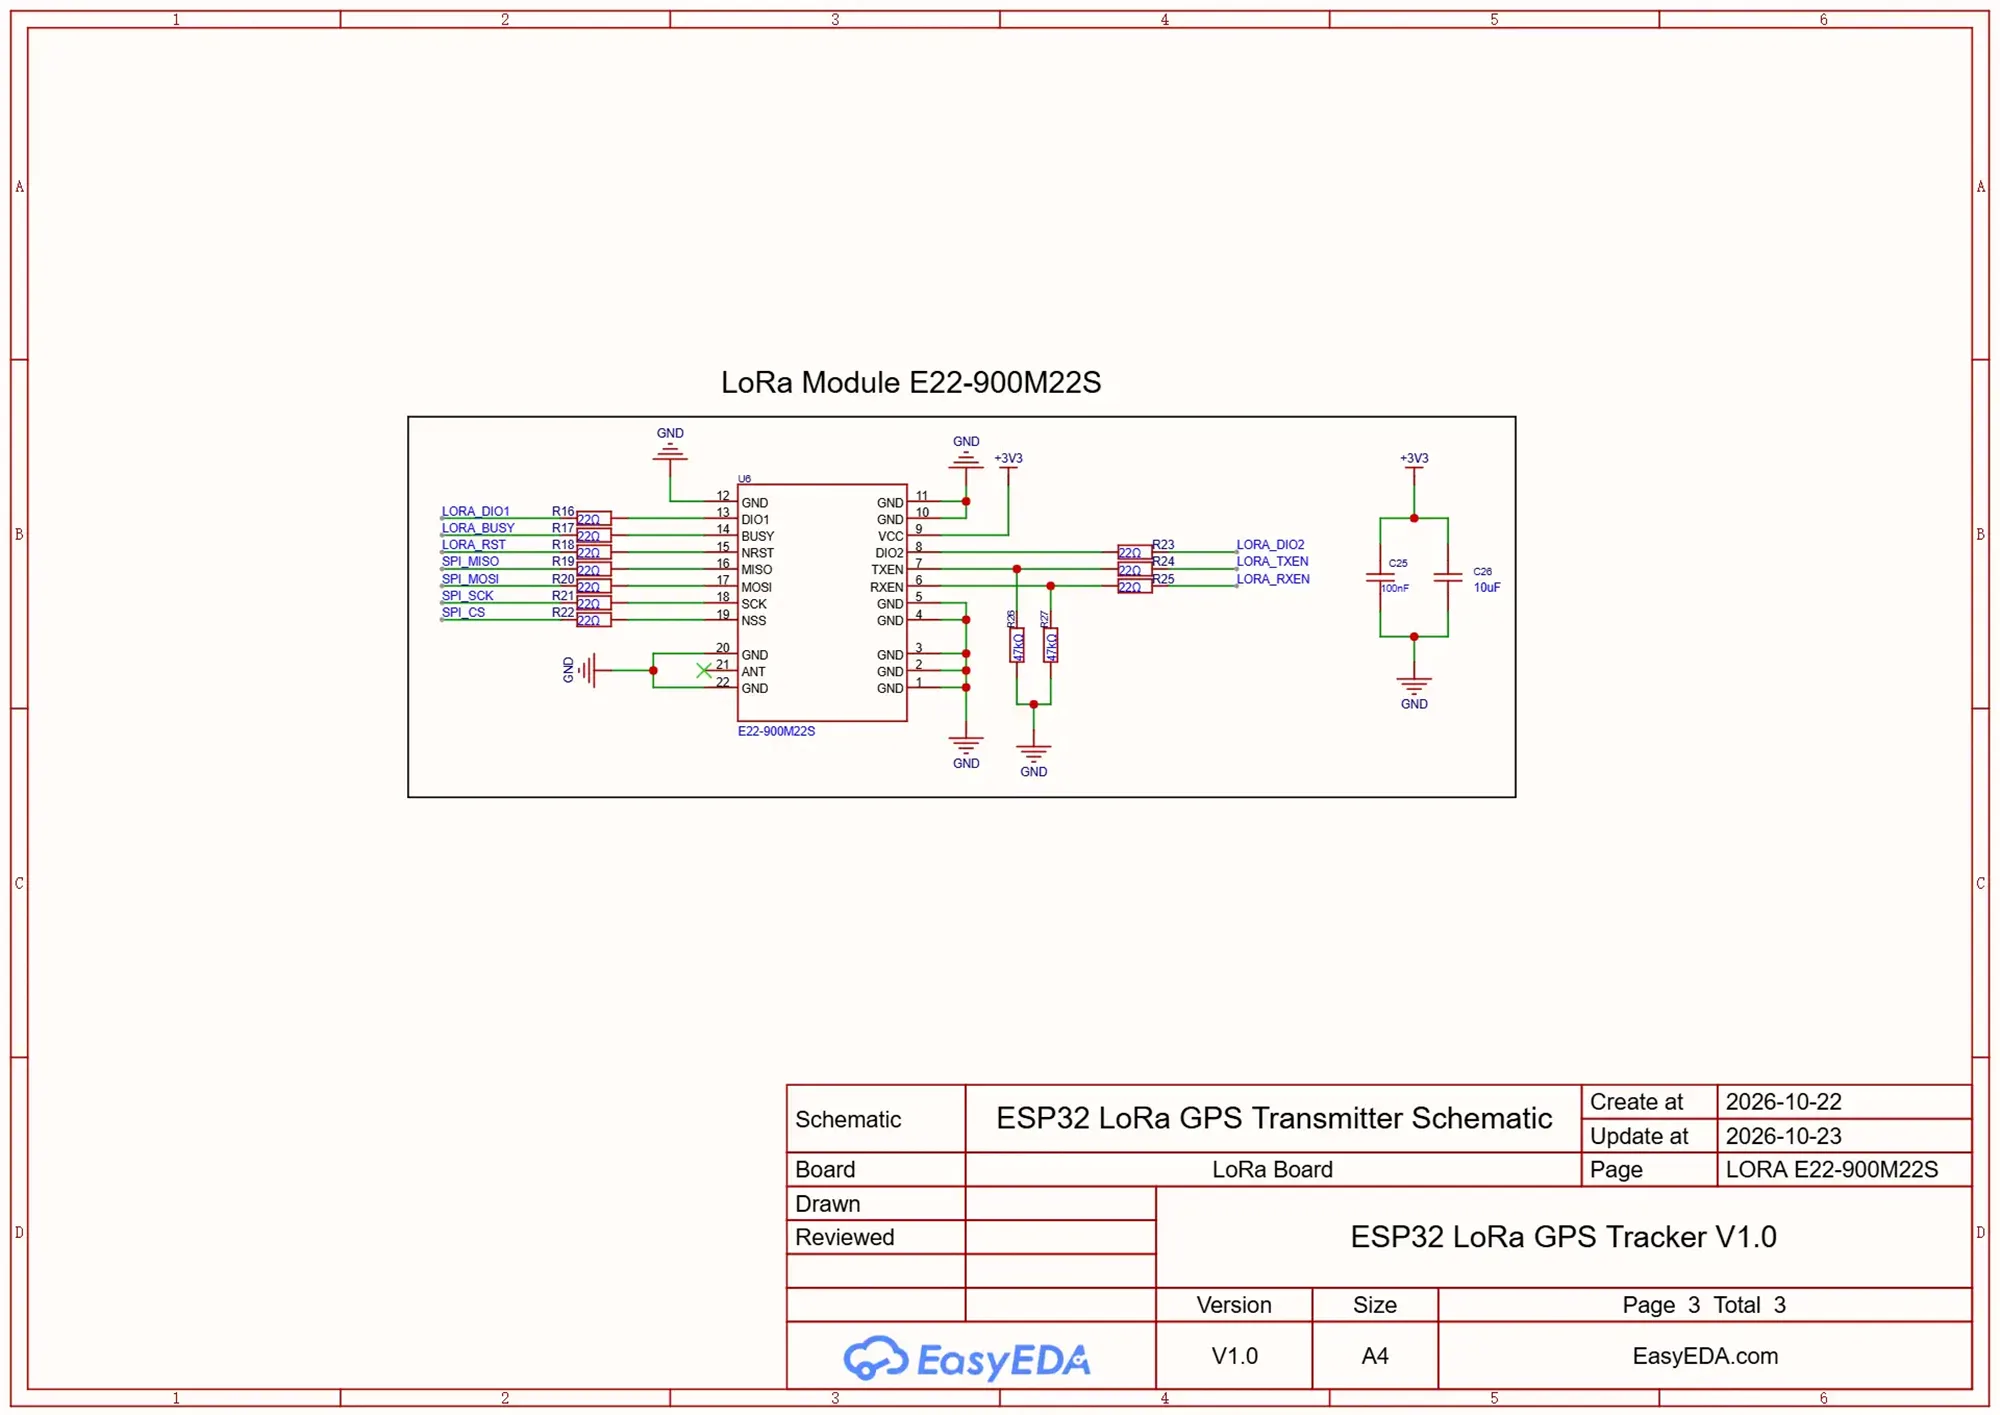 1 2 3 4 5 6
A A
B B
C C
D D
LoRa Module E22-900M22S
GND
GND
+3V3
+3V3
U6
LORA_DIO1 R16 22Ω
LORA_BUSY R17 22Ω
LORA_RST R18 22Ω
SPI_MISO R19 22Ω
SPI_MOSI R20 22Ω
SPI_SCK R21 22Ω
SPI_CS R22 22Ω
12 GND
13 DIO1
14 BUSY
15 NRST
16 MISO
17 MOSI
18 SCK
19 NSS
20 GND
21 ANT
22 GND
GND
GND 11
GND 10
VCC 9
DIO2 8
TXEN 7
RXEN 6
GND 5
GND 4
GND 3
GND 2
GND 1
E22-900M22S
22Ω R23 LORA_DIO2
22Ω R24 LORA_TXEN
22Ω R25 LORA_RXEN
R26 47kΩ
R27 47kΩ
GND
GND
C25
100nF
C26
10uF
GND
Schematic ESP32 LoRa GPS Transmitter Schematic
Create at 2026-10-22
Update at 2026-10-23
Board LoRa Board
Page LORA E22-900M22S
Drawn
Reviewed
ESP32 LoRa GPS Tracker V1.0
Version Size Page 3 Total 3
EasyEDA V1.0 A4 EasyEDA.com
1 2 3 4 5 6